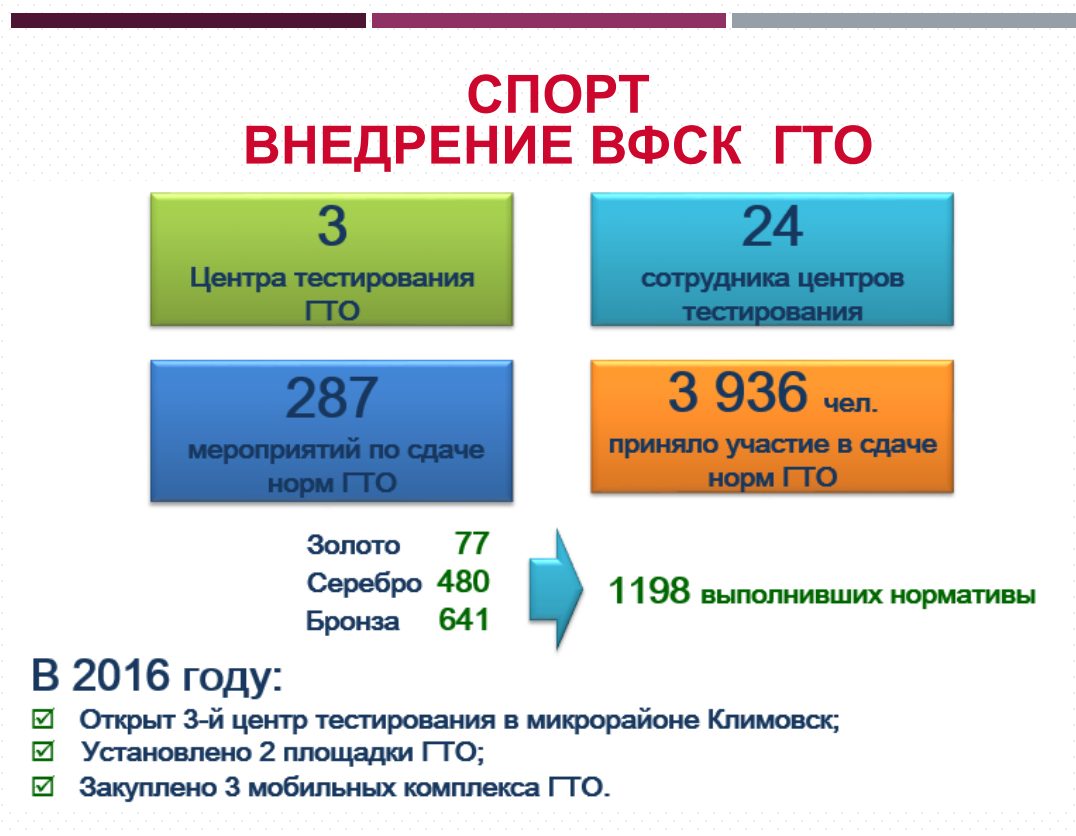 СПОРТ
ВНЕДРЕНИЕ ВФСК ГТО
3
Центра тестирования
ГТО
24
сотрудника центров
тестирования
287
мероприятий по сдаче
норм ГТО
3 936 чел.
приняло участие в сдаче
норм ГТО
Золото 77
Серебро 480
Бронза 641
1198 выполнивших нормативы
В 2016 году:
Открыт 3-й центр тестирования в микрорайоне Климовск;
Установлено 2 площадки ГТО;
Закуплено 3 мобильных комплекса ГТО.